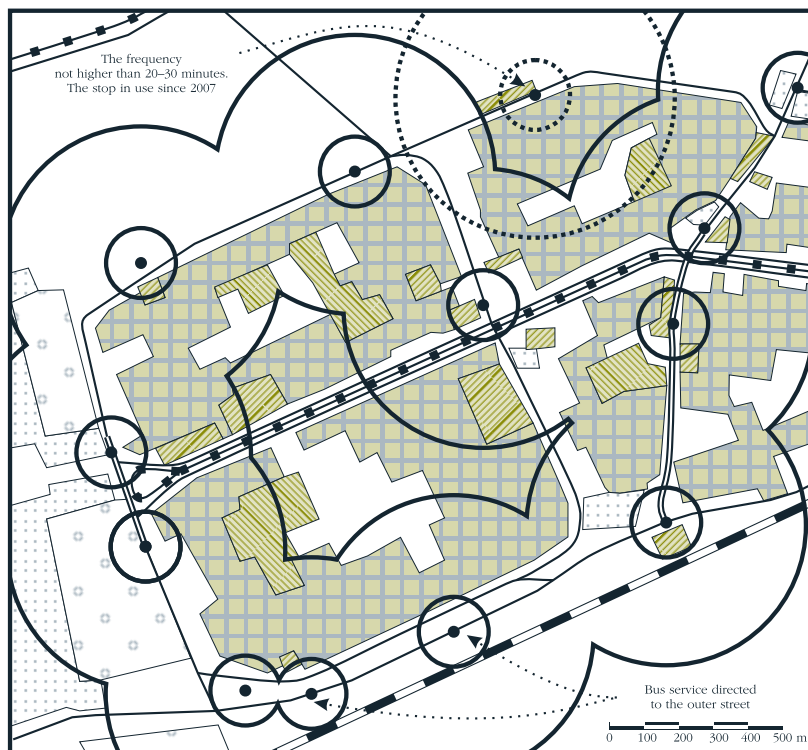 The frequency
not higher than 20–30 minutes.
The stop in use since 2007
Bus service directed
to the outer street
0 100 200 300 400 500 m